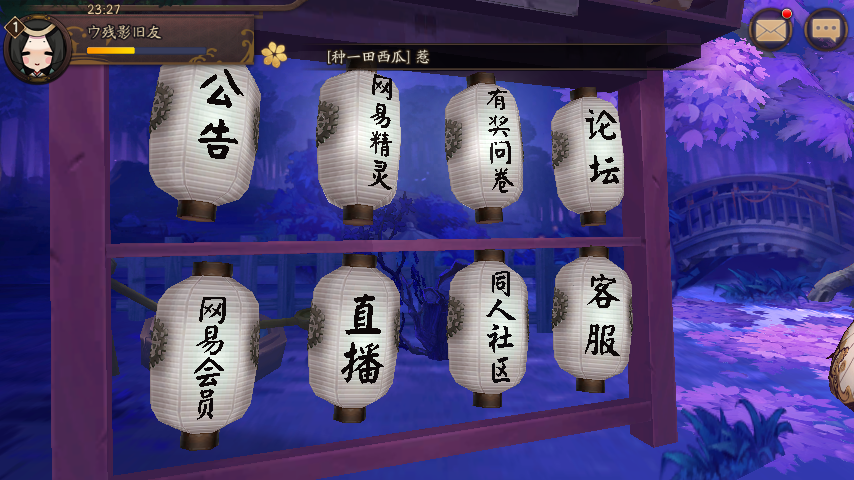 23:27
1
ウ残影旧友
[种一田西瓜] 惹
公告
网易精灵
有奖问卷
论坛
网易会员
直播
同人社区
客服